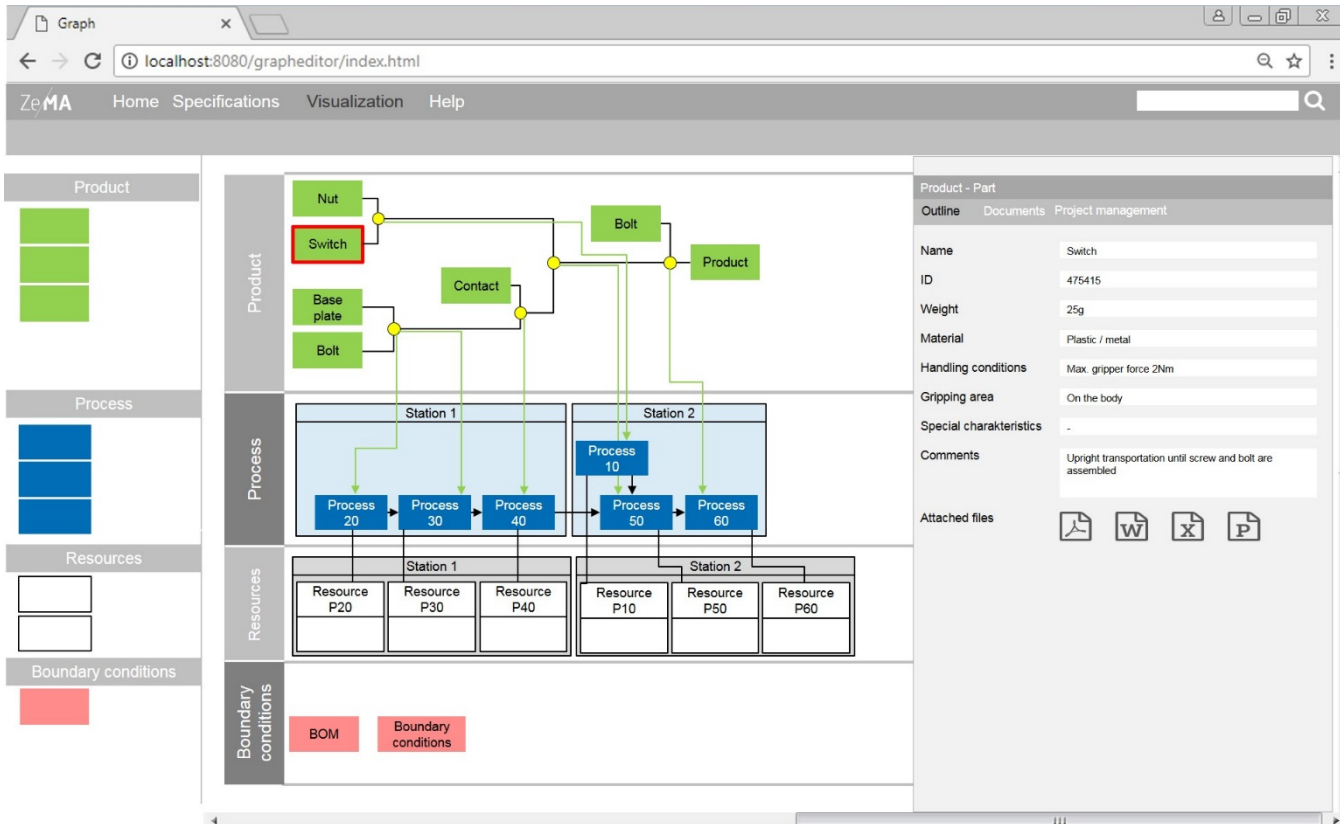 Graph
localhost:8080/grapheditor/index.html
ZeMA Home Specifications Visualization Help
Product
Process
Resources
Boundary conditions
Product
Nut
Switch
Base
plate
Bolt
Contact
Bolt
Product
Process
Station 1
Station 2
Process
10
Process
20
Process
30
Process
40
Process
50
Process
60
Resources
Station 1
Station 2
Resource
P20
Resource
P30
Resource
P40
Resource
P10
Resource
P50
Resource
P60
Boundary
conditions
BOM
Boundary
conditions
Product - Part
Outline Documents Project management
Name Switch
ID 475415
Weight 25g
Material Plastic / metal
Handling conditions Max. gripper force 2Nm
Gripping area On the body
Special charakteristics -
Comments Upright transportation until screw and bolt are
assembled
Attached files W X P